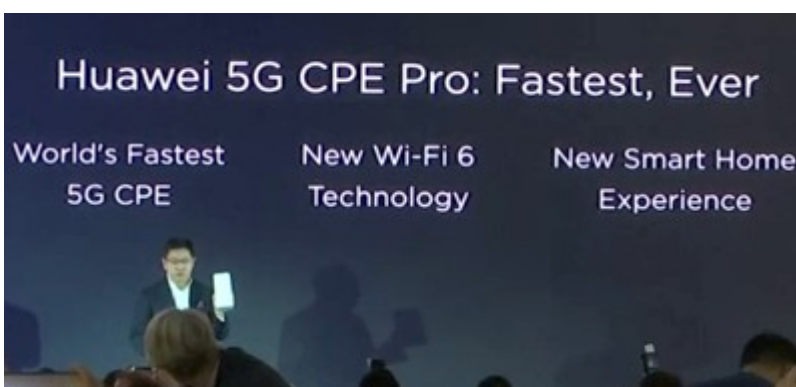 Huawei 5G CPE Pro: Fastest, Ever
World's Fastest
5G CPE
New Wi-Fi 6
Technology
New Smart Home
Experience